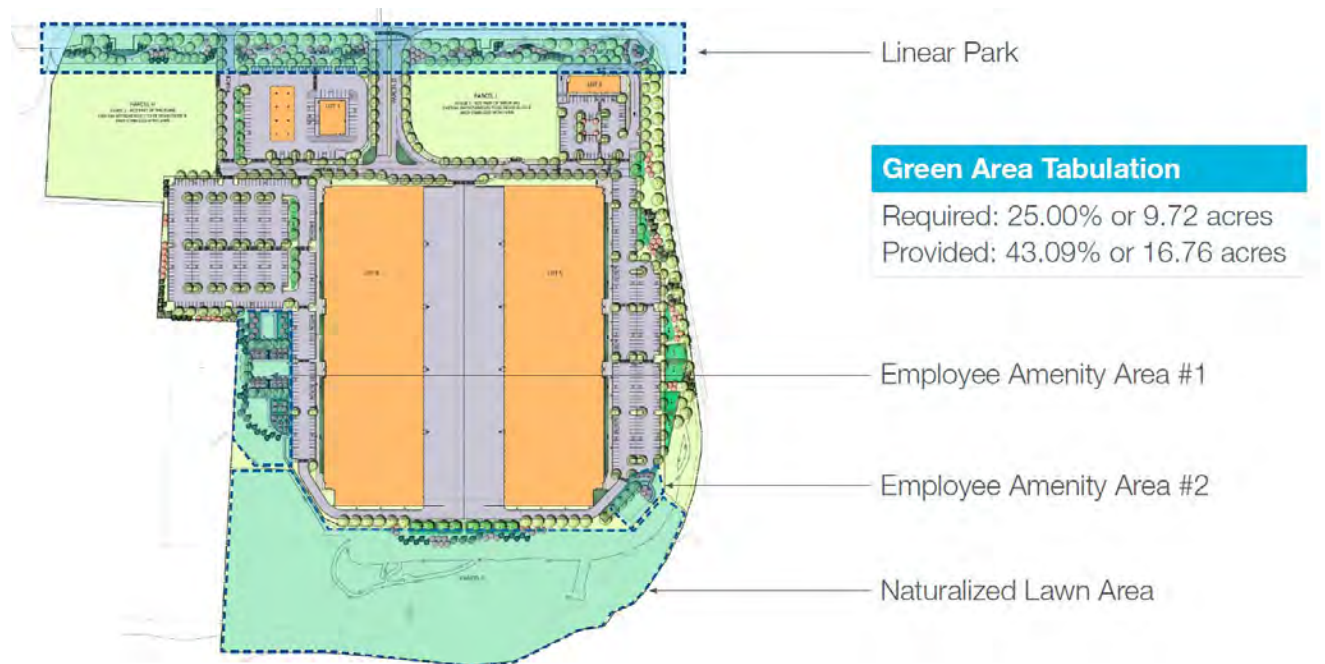 Linear Park
Green Area Tabulation
Required: 25.00% or 9.72 acres
Provided: 43.09% or 16.76 acres
Employee Amenity Area #1
Employee Amenity Area #2
Naturalized Lawn Area